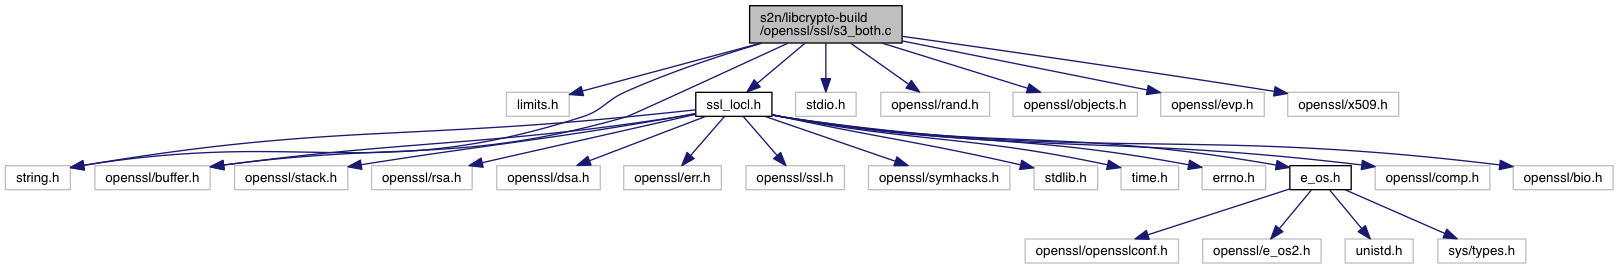 s2n/libcrypto-build
/openssl/ssl/s3_both.c
limits.h
ssl_locl.h
stdio.h
openssl/rand.h
openssl/objects.h
openssl/evp.h
openssl/x509.h
string.h
openssl/buffer.h
openssl/stack.h
openssl/rsa.h
openssl/dsa.h
openssl/err.h
openssl/ssl.h
openssl/symhacks.h
stdlib.h
time.h
errno.h
e_os.h
openssl/comp.h
openssl/bio.h
openssl/opensslconf.h
openssl/e_os2.h
unistd.h
sys/types.h